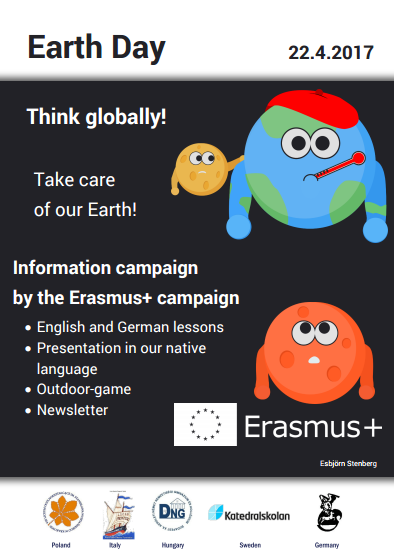 Earth Day
22.4.2017
Think globally!
Take care
of our Earth!
Information campaign
by the Erasmus+ campaign
• English and German lessons
• Presentation in our native
language
• Outdoor-game
• Newsletter
Erasmus+
Esbjörn Stenberg
DNG
Katedralskolan
Poland
Italy
Hungary
Sweden
Germany